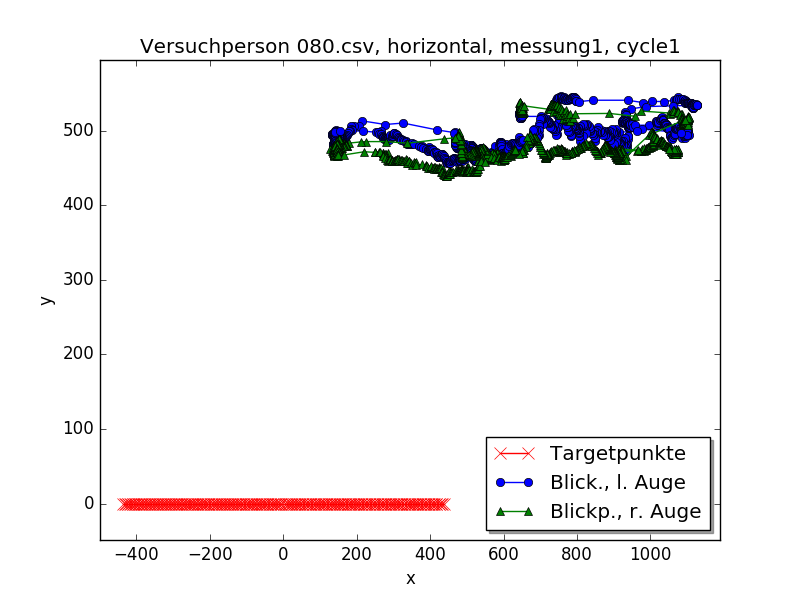 Versuchperson 080.csv, horizontal, messung1, cycle1
y
500
400
300
200
100
0
−400
−200
0
200
400
600
800
1000
x
Targetpunkte
Blick., l. Auge
Blickp., r. Auge